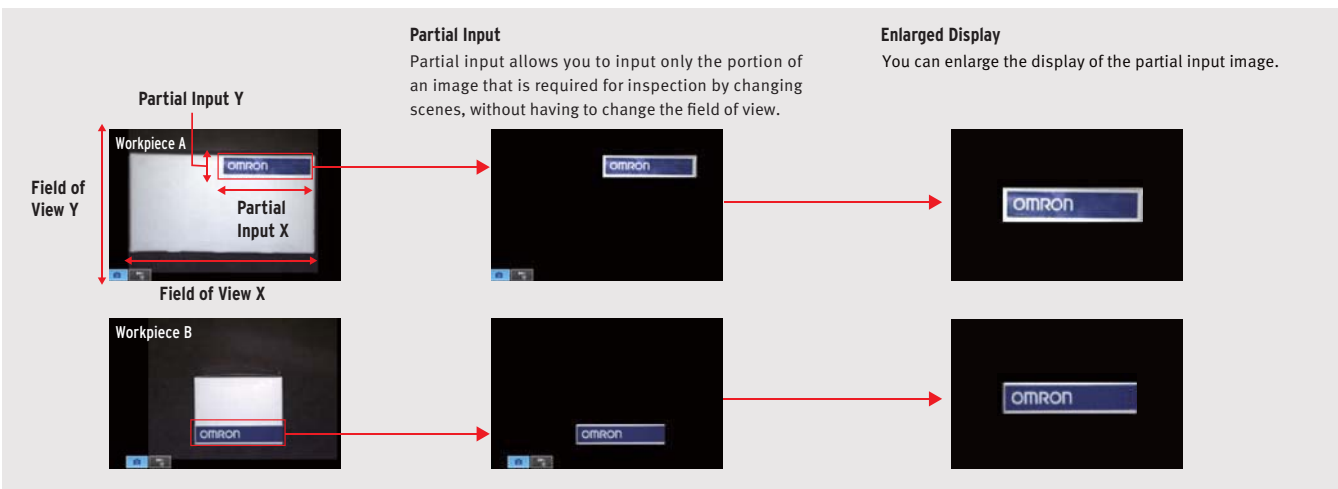 Partial Input
Partial input allows you to input only the portion of
an image that is required for inspection by changing
scenes, without having to change the field of view.
Enlarged Display
You can enlarge the display of the partial input image.
Partial Input Y
Workpiece A
OMRON
Field of
View Y
Partial
Input X
Field of View X
OMRON
OMRON
Workpiece B
OMRON
OMRON
OMRON